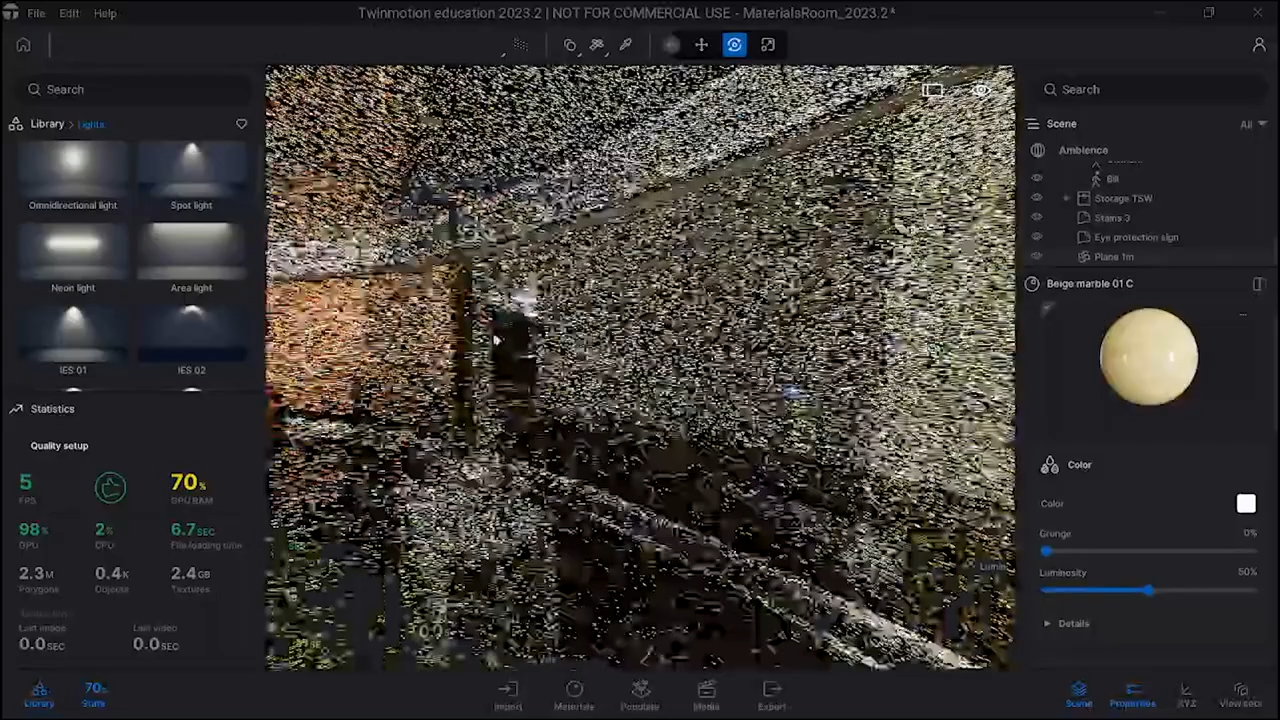 File Edit Help
Twinmotion education 2023.2 | NOT FOR COMMERCIAL USE - MaterialsRoom_2023.2*
Search
Library > Lights
Omnidirectional light
Spot light
Neon light
Area light
IES 01
IES 02
Statistics
Quality setup
5
FPS
70%
GPU RAM
98%
GPU
2%
CPU
6.7SEC
File loading time
2.3M
Polygons
0.4K
Objects
2.4GB
Textures
Last image
0.0SEC
Last video
0.0SEC
Search
Scene
All
Ambience
Bill
Storage TSW
Stairs 3
Eye protection sign
Plane 1m
Beige marble 01 C
Color
Color
Grunge
0%
Luminosity
50%
Details
Lumin
Library
70%
Stats
Import
Materials
Populate
Media
Export
Scene
Properties
XYZ
View sets